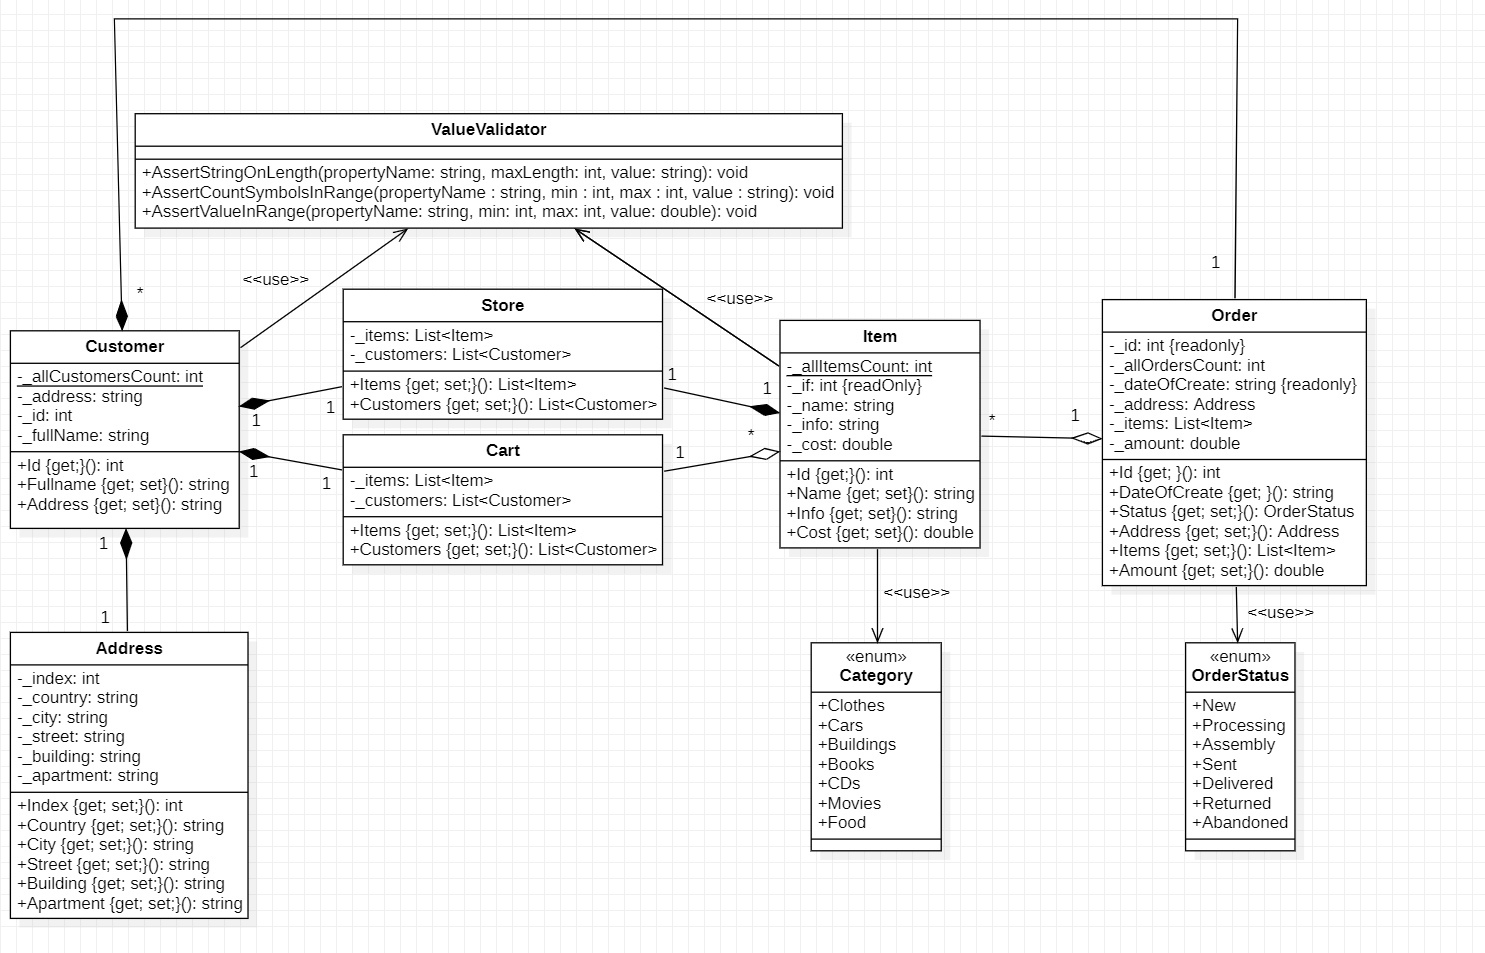 ValueValidator
+AssertStringOnLength(propertyName: string, maxLength: int, value: string): void
+AssertCountSymbolsInRange(propertyName : string, min : int, max : int, value : string): void
+AssertValueInRange(propertyName: string, min: int, max: int, value: double): void
<<use>>
<<use>>
*
1
Customer
-_allCustomersCount: int
-_address: string
-_id: int
-_fullName: string
+Id {get;}(): int
+Fullname {get; set}(): string
+Address {get; set}(): string
1
1
1
1
Store
-_items: List<Item>
-_customers: List<Customer>
+Items {get; set;}(): List<Item>
+Customers {get; set;}(): List<Customer>
1
1
Cart
-_items: List<Item>
-_customers: List<Customer>
+Items {get; set;}(): List<Item>
+Customers {get; set;}(): List<Customer>
1
*
Item
-_allItemsCount: int
-_if: int {readOnly}
-_name: string
-_info: string
-_cost: double
+Id {get;}(): int
+Name {get; set}(): string
+Info {get; set}(): string
+Cost {get; set}(): double
*
1
Order
-_id: int {readonly}
-_allOrdersCount: int
-_dateOfCreate: string {readonly}
-_address: Address
-_items: List<Item>
-_amount: double
+Id {get; }(): int
+DateOfCreate {get; }(): string
+Status {get; set;}(): OrderStatus
+Address {get; set;}(): Address
+Items {get; set;}(): List<Item>
+Amount {get; set;}(): double
1
1
Address
-_index: int
-_country: string
-_city: string
-_street: string
-_building: string
-_apartment: string
+Index {get; set;}(): int
+Country {get; set;}(): string
+City {get; set;}(): string
+Street {get; set;}(): string
+Building {get; set;}(): string
+Apartment {get; set;}(): string
<<use>>
«enum»
Category
+Clothes
+Cars
+Buildings
+Books
+CDs
+Movies
+Food
<<use>>
«enum»
OrderStatus
+New
+Processing
+Assembly
+Sent
+Delivered
+Returned
+Abandoned